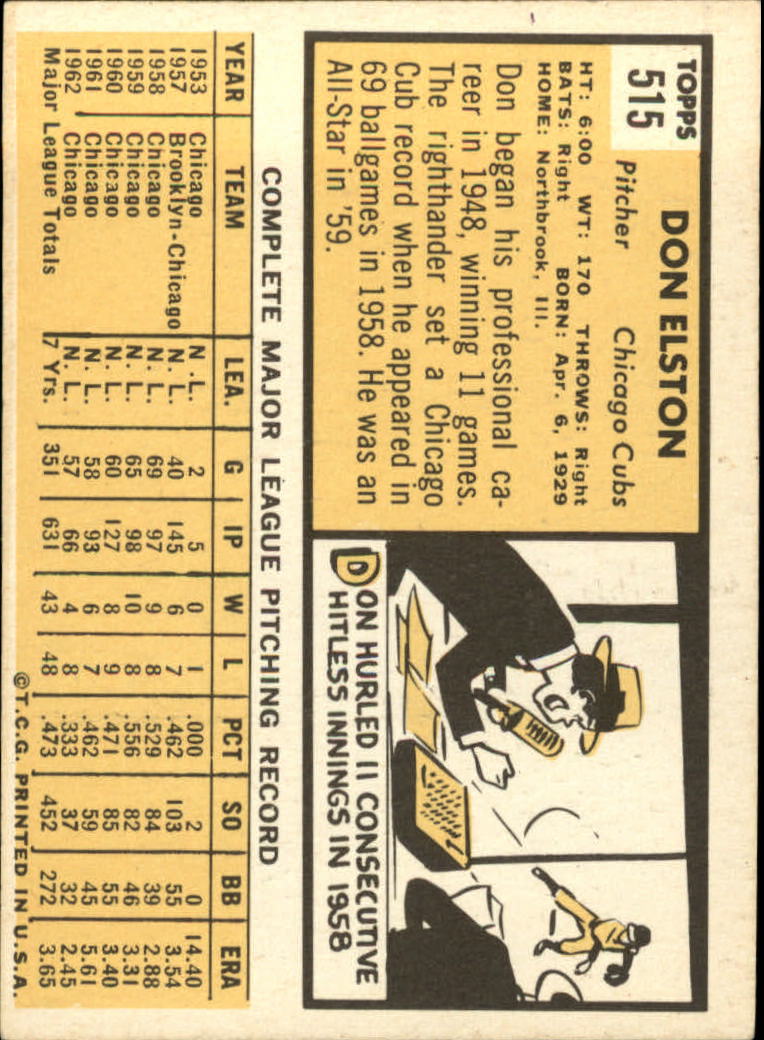 TOPPS
515
DON ELSTON
Pitcher Chicago Cubs
HT: 6:00 WT: 170 THROWS: Right
BATS: Right BORN: Apr. 6, 1929
HOME: Northbrook, Ill.
Don began his professional ca-
reer in 1948, winning 11 games.
The righthander set a Chicago
Cub record when he appeared in
69 ballgames in 1958. He was an
All-Star in '59.
DON HURLED 11 CONSECUTIVE
HITLESS INNINGS IN 1958
COMPLETE MAJOR LEAGUE PITCHING RECORD
YEAR TEAM LEA. G IP W L PCT SO BB ERA
1953 Chicago N. L. 2 5 0 1 .000 2 0 14.40
1957 Brooklyn-Chicago N. L. 40 145 6 7 .462 103 55 3.54
1958 Chicago N. L. 69 97 9 8 .529 84 39 2.88
1959 Chicago N. L. 65 98 10 8 .556 82 46 3.31
1960 Chicago N. L. 60 127 8 9 .471 85 55 3.40
1961 Chicago N. L. 58 93 6 7 .462 59 45 5.61
1962 Chicago N. L. 57 66 4 8 .333 37 32 2.45
Major League Totals 7 Yrs. 351 631 43 48 .473 452 272 3.65
©T.C.G. PRINTED IN U.S.A.